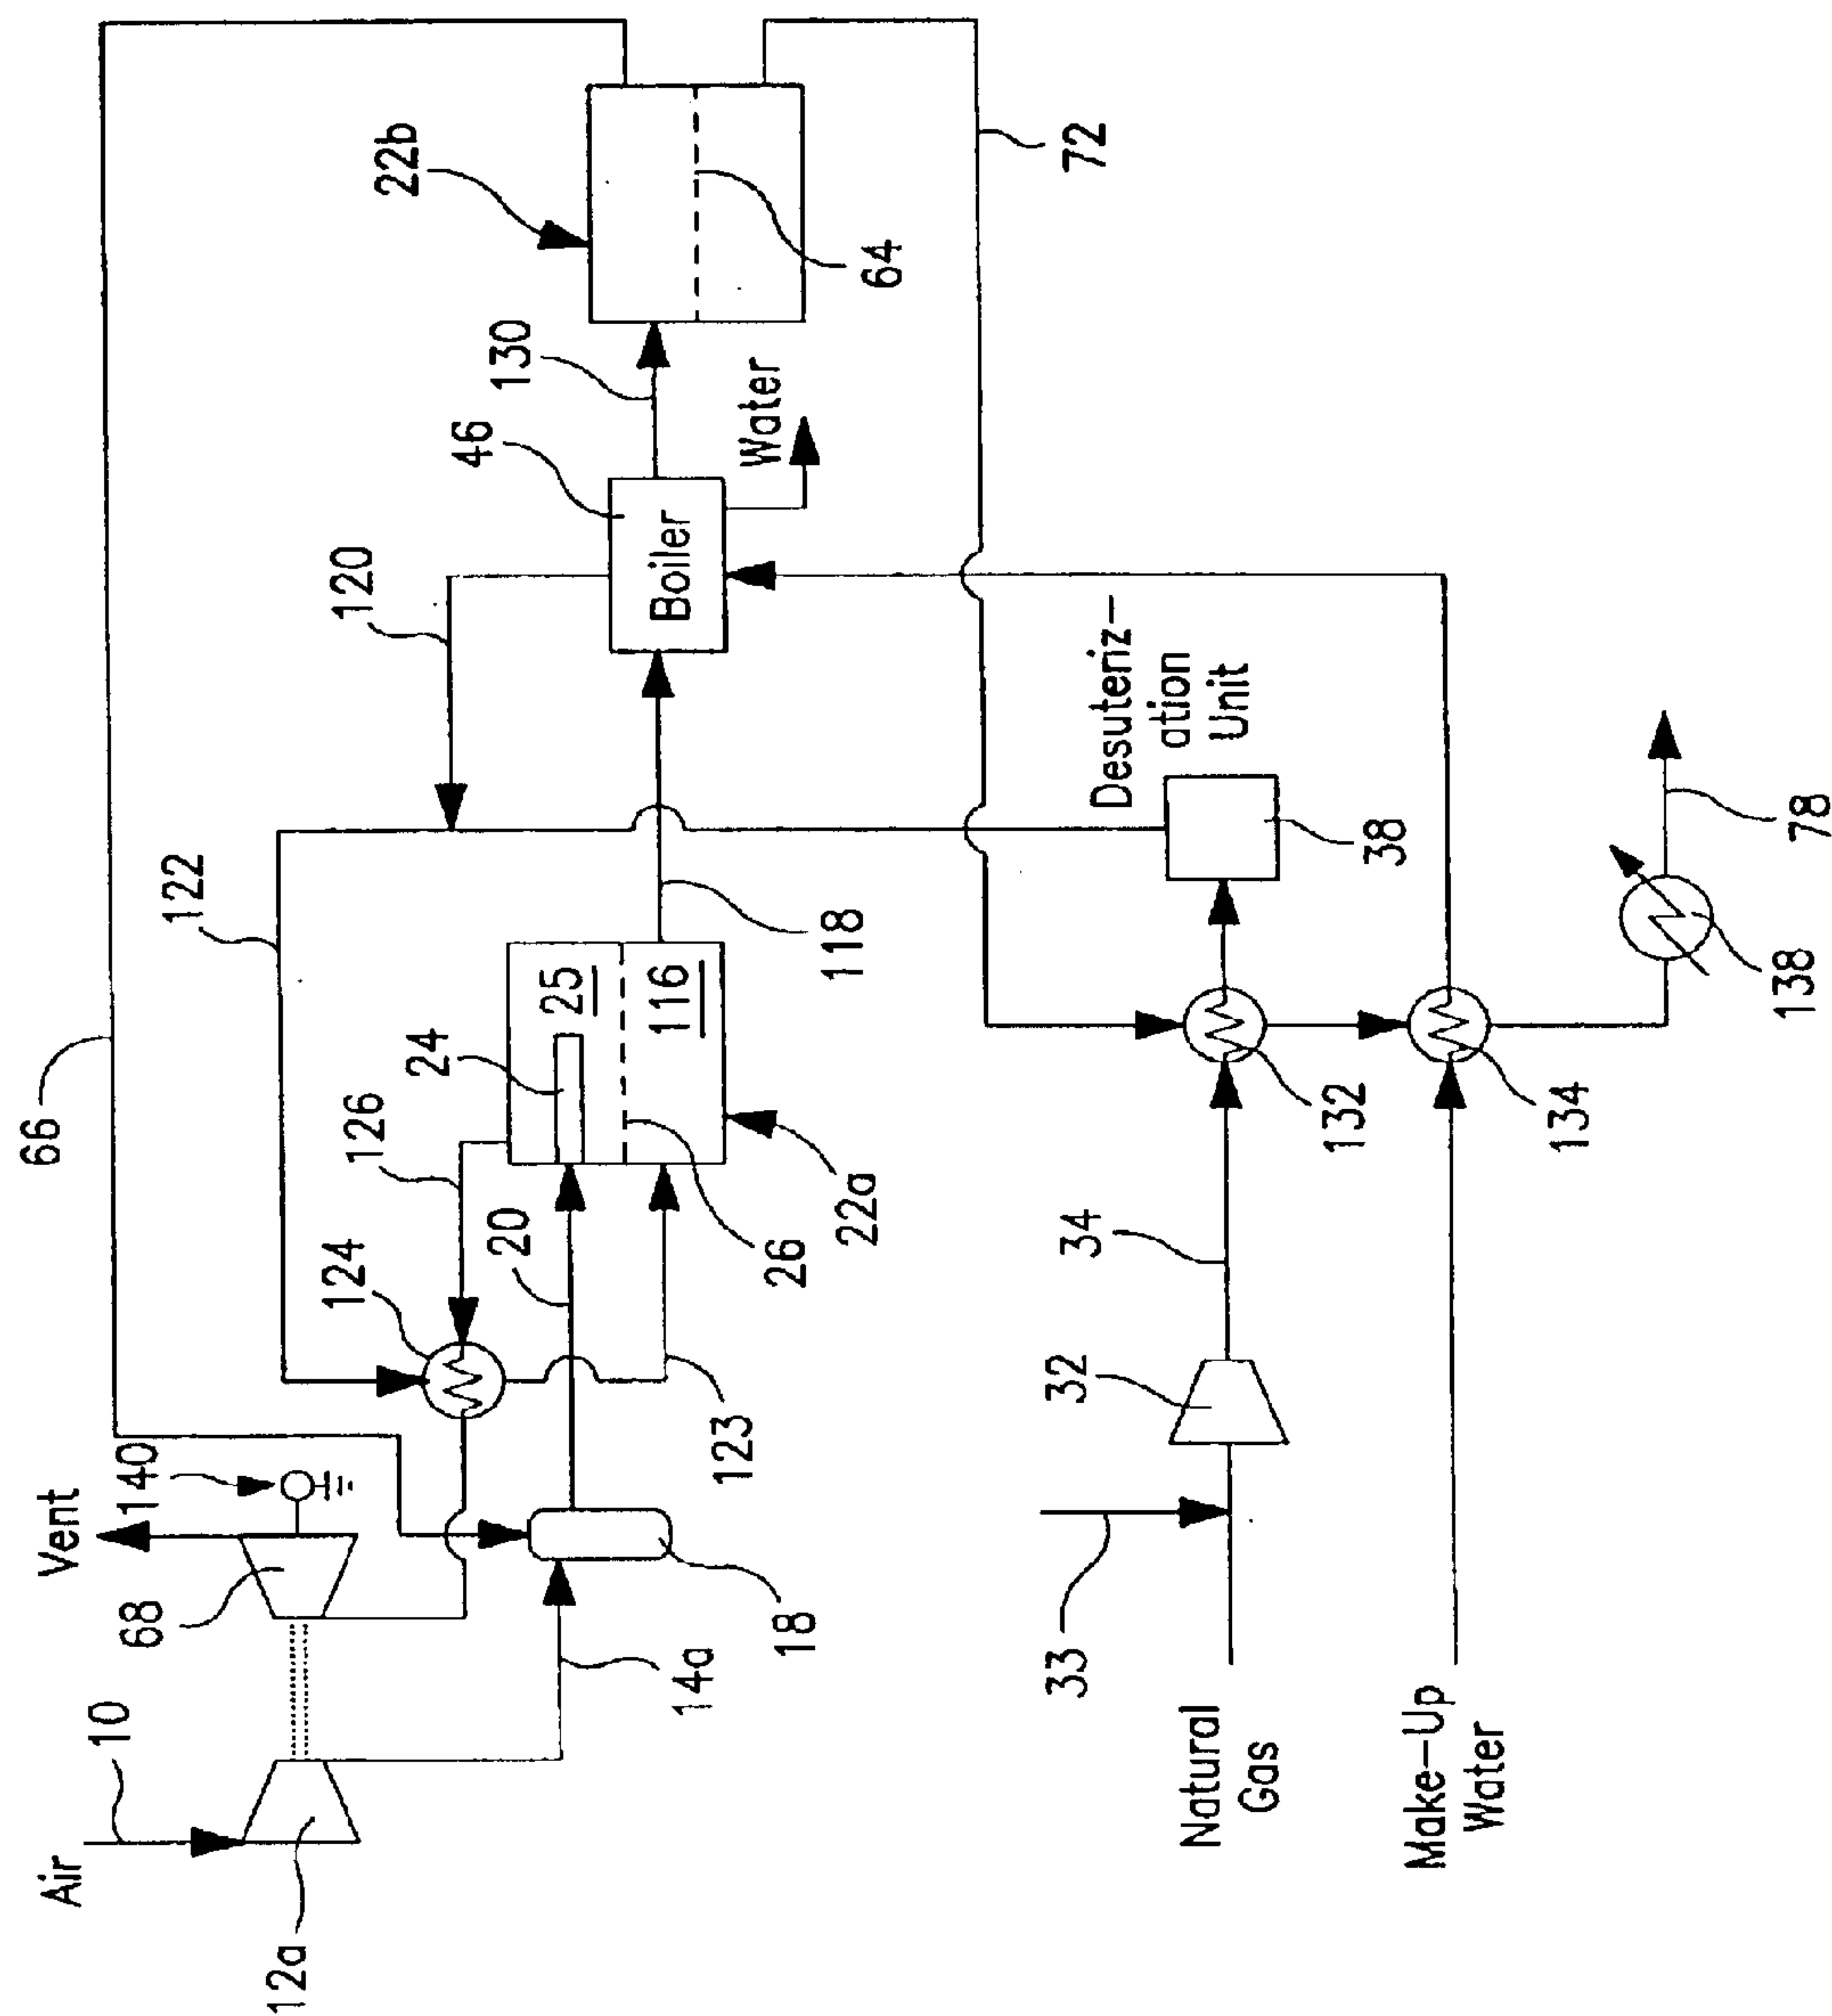 Air
Vent
66
10
68
140
122
12a
124
126
120
22b
24
46
20
130
25
116
Boiler
14a
123
Water
18
26
118
22a
64
33
32
34
72
Desuteriz-
ation
Unit
Natural
Gas
132
38
Make-Up
Water
134
138
78